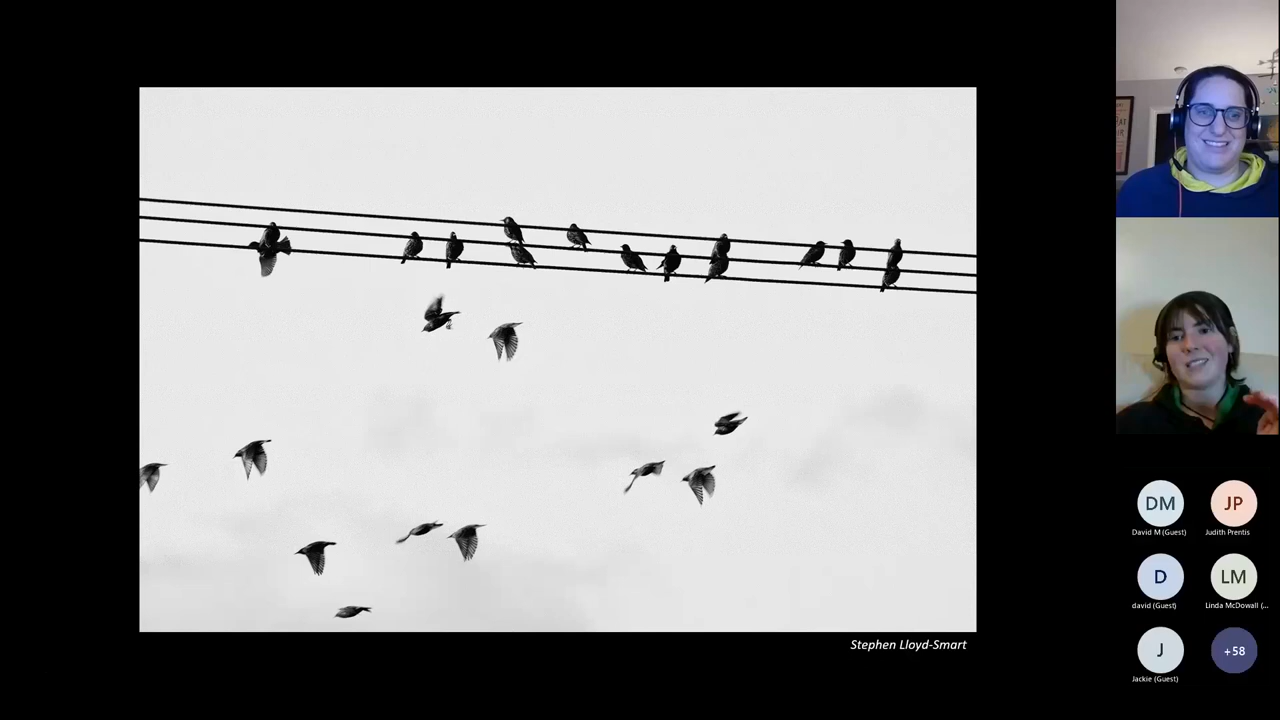 Stephen Lloyd-Smart
DM
JP
David M (Guest)
Judith Prentis
D
LM
david (Guest)
Linda McDowall (...
J
+58
Jackie (Guest)